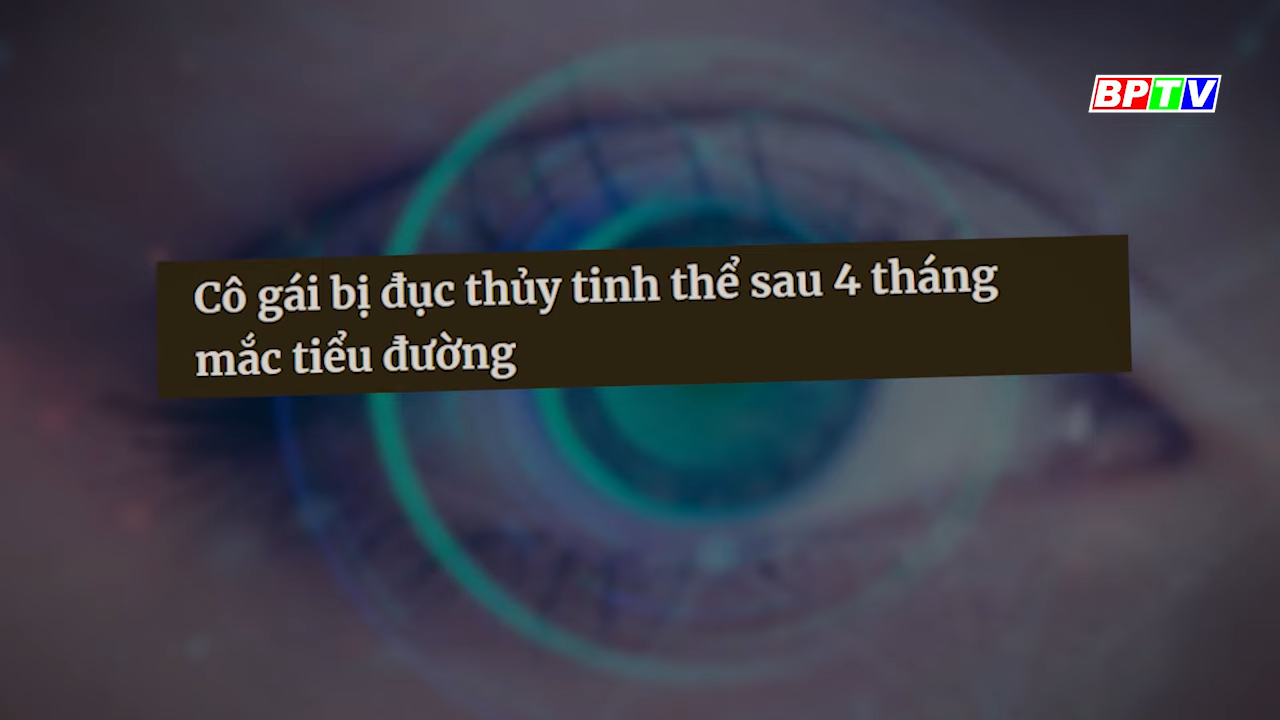 BPTV
Cô gái bị đục thủy tinh thể sau 4 tháng
mắc tiểu đường